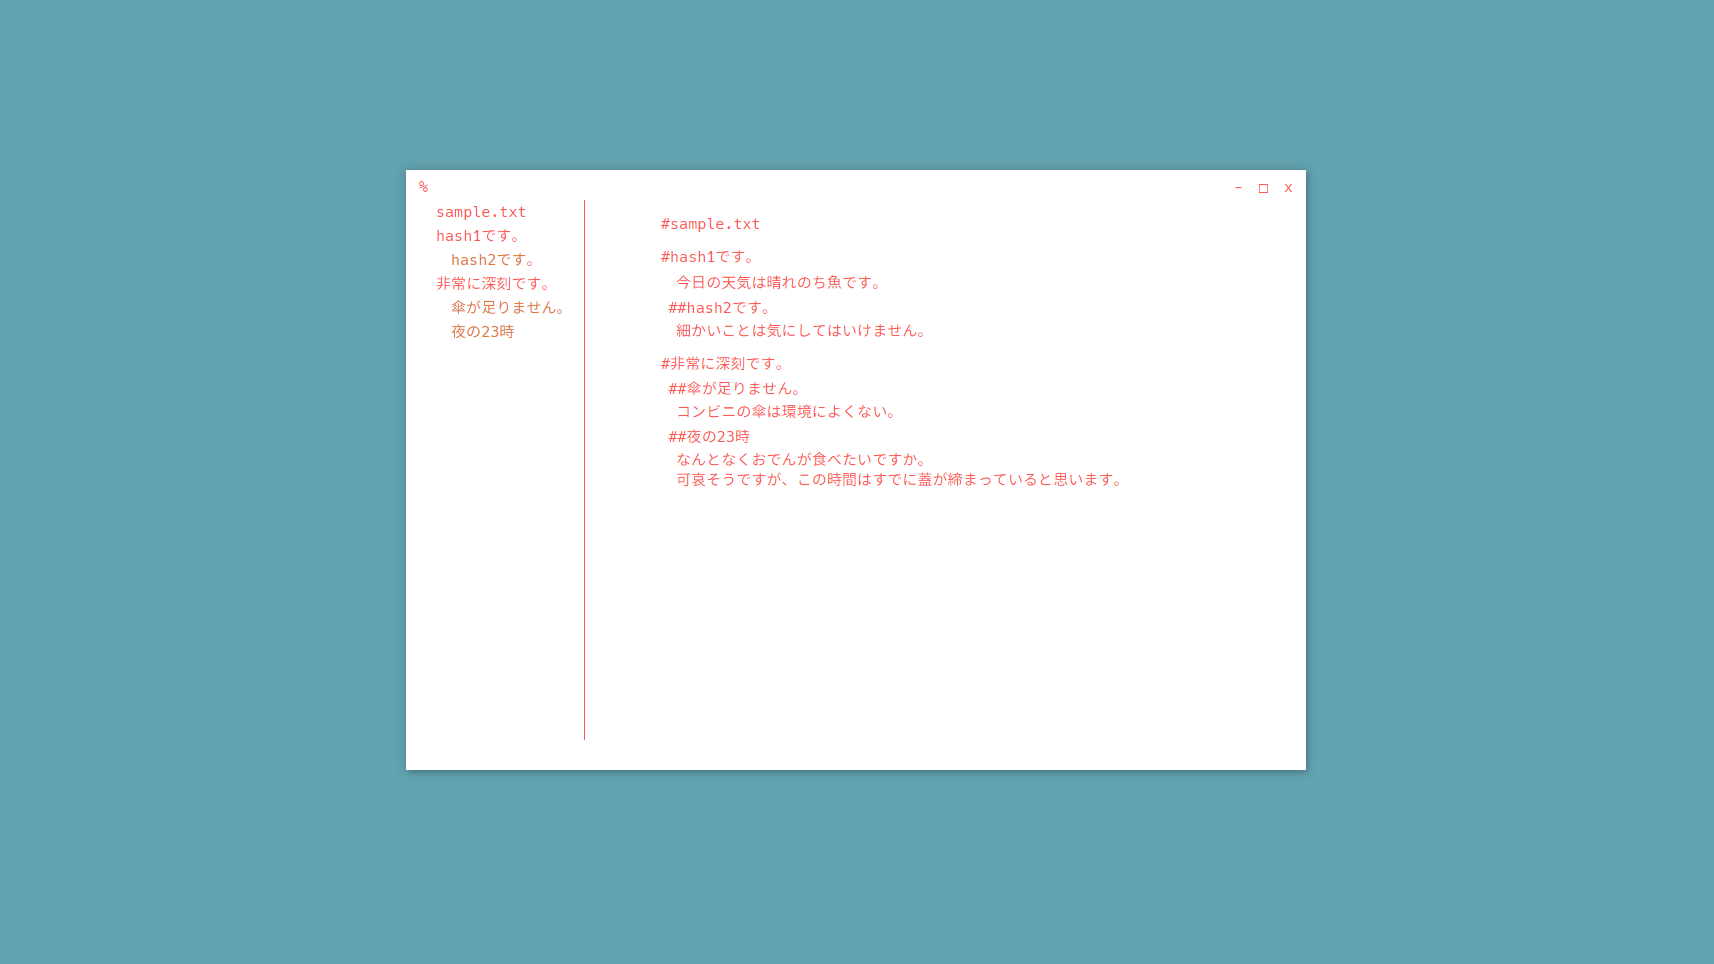 %
- □ x
sample.txt
hash1です。
hash2です。
非常に深刻です。
傘が足りません。
夜の23時
#sample.txt
#hash1です。
今日の天気は晴れのち魚です。
##hash2です。
細かいことは気にしてはいけません。
#非常に深刻です。
##傘が足りません。
コンビニの傘は環境によくない。
##夜の23時
なんとなくおでんが食べたいですか。
可哀そうですが、この時間はすでに蓋が締まっていると思います。